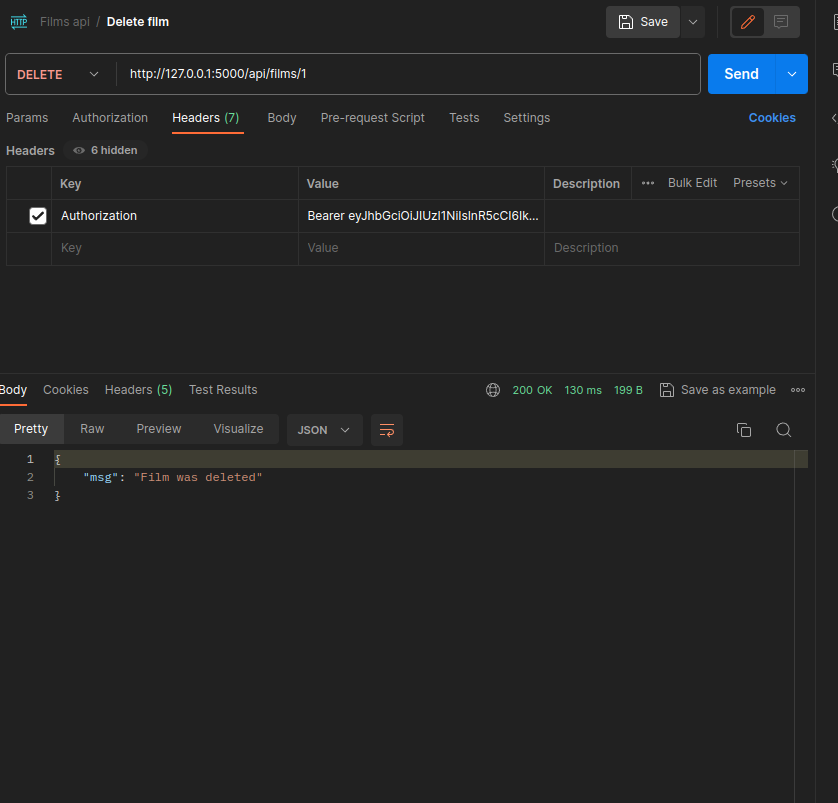 HTTP Films api / Delete film Save
DELETE http://127.0.0.1:5000/api/films/1 Send
Params Authorization Headers (7) Body Pre-request Script Tests Settings Cookies
Headers 6 hidden
Key Value Description ••• Bulk Edit Presets
Authorization Bearer eyJhbGciOiJIUzI1NiIsInR5cCI6Ik...
Key Value Description
Body Cookies Headers (5) Test Results 200 OK 130 ms 199 B Save as example
Pretty Raw Preview Visualize JSON
1 {
2 "msg": "Film was deleted"
3 }